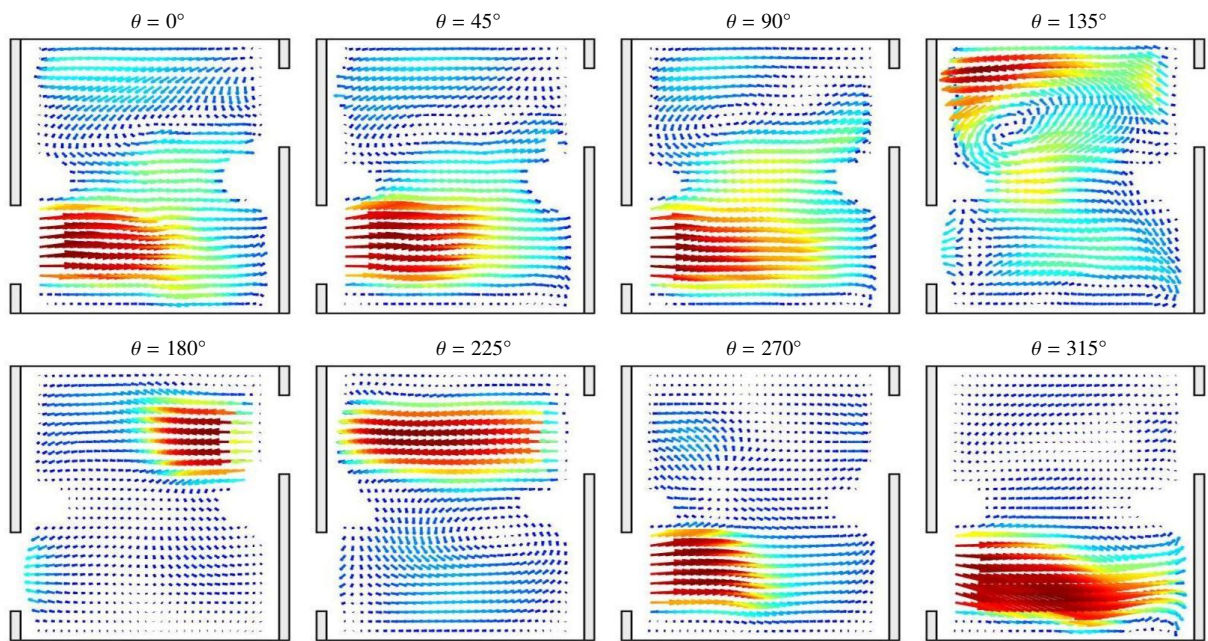 θ = 0° θ = 45° θ = 90° θ = 135°
θ = 180° θ = 225° θ = 270° θ = 315°